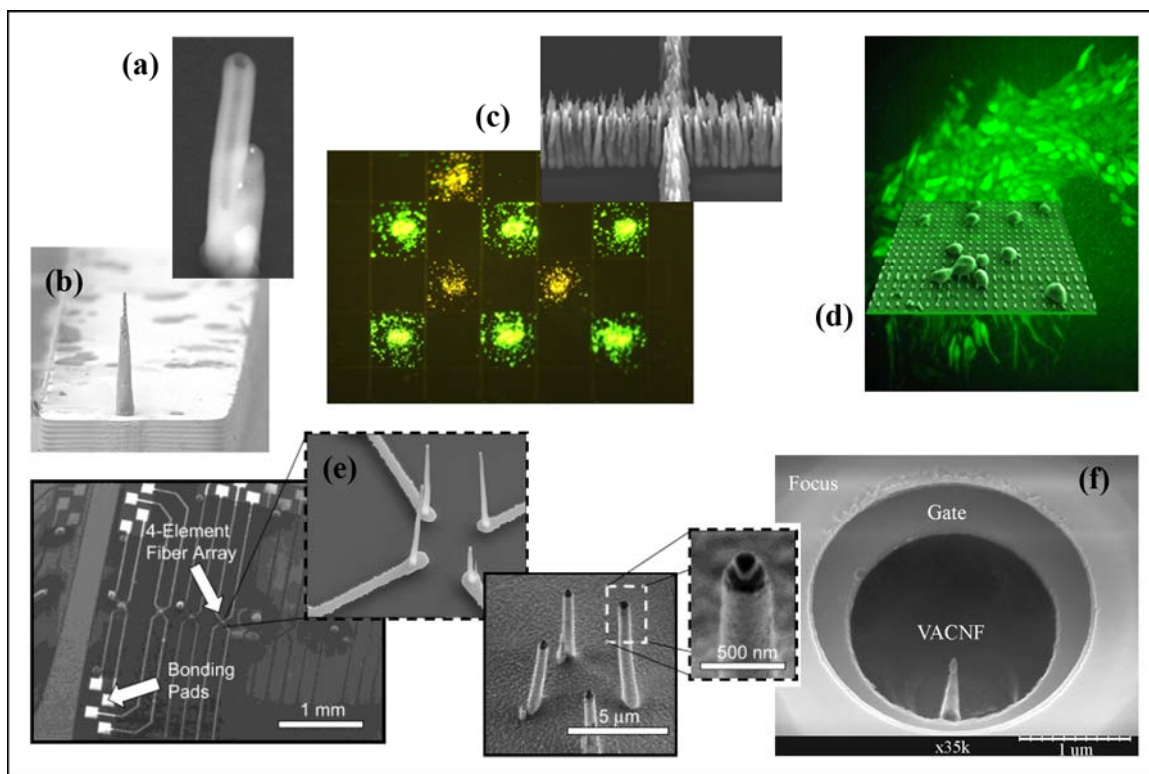 (a)
(b)
(c)
(d)
(e)
4-Element
Fiber Array
Bonding
Pads
1 mm
5 μm
500 nm
(f)
Focus
Gate
VACNF
x35k
1 um